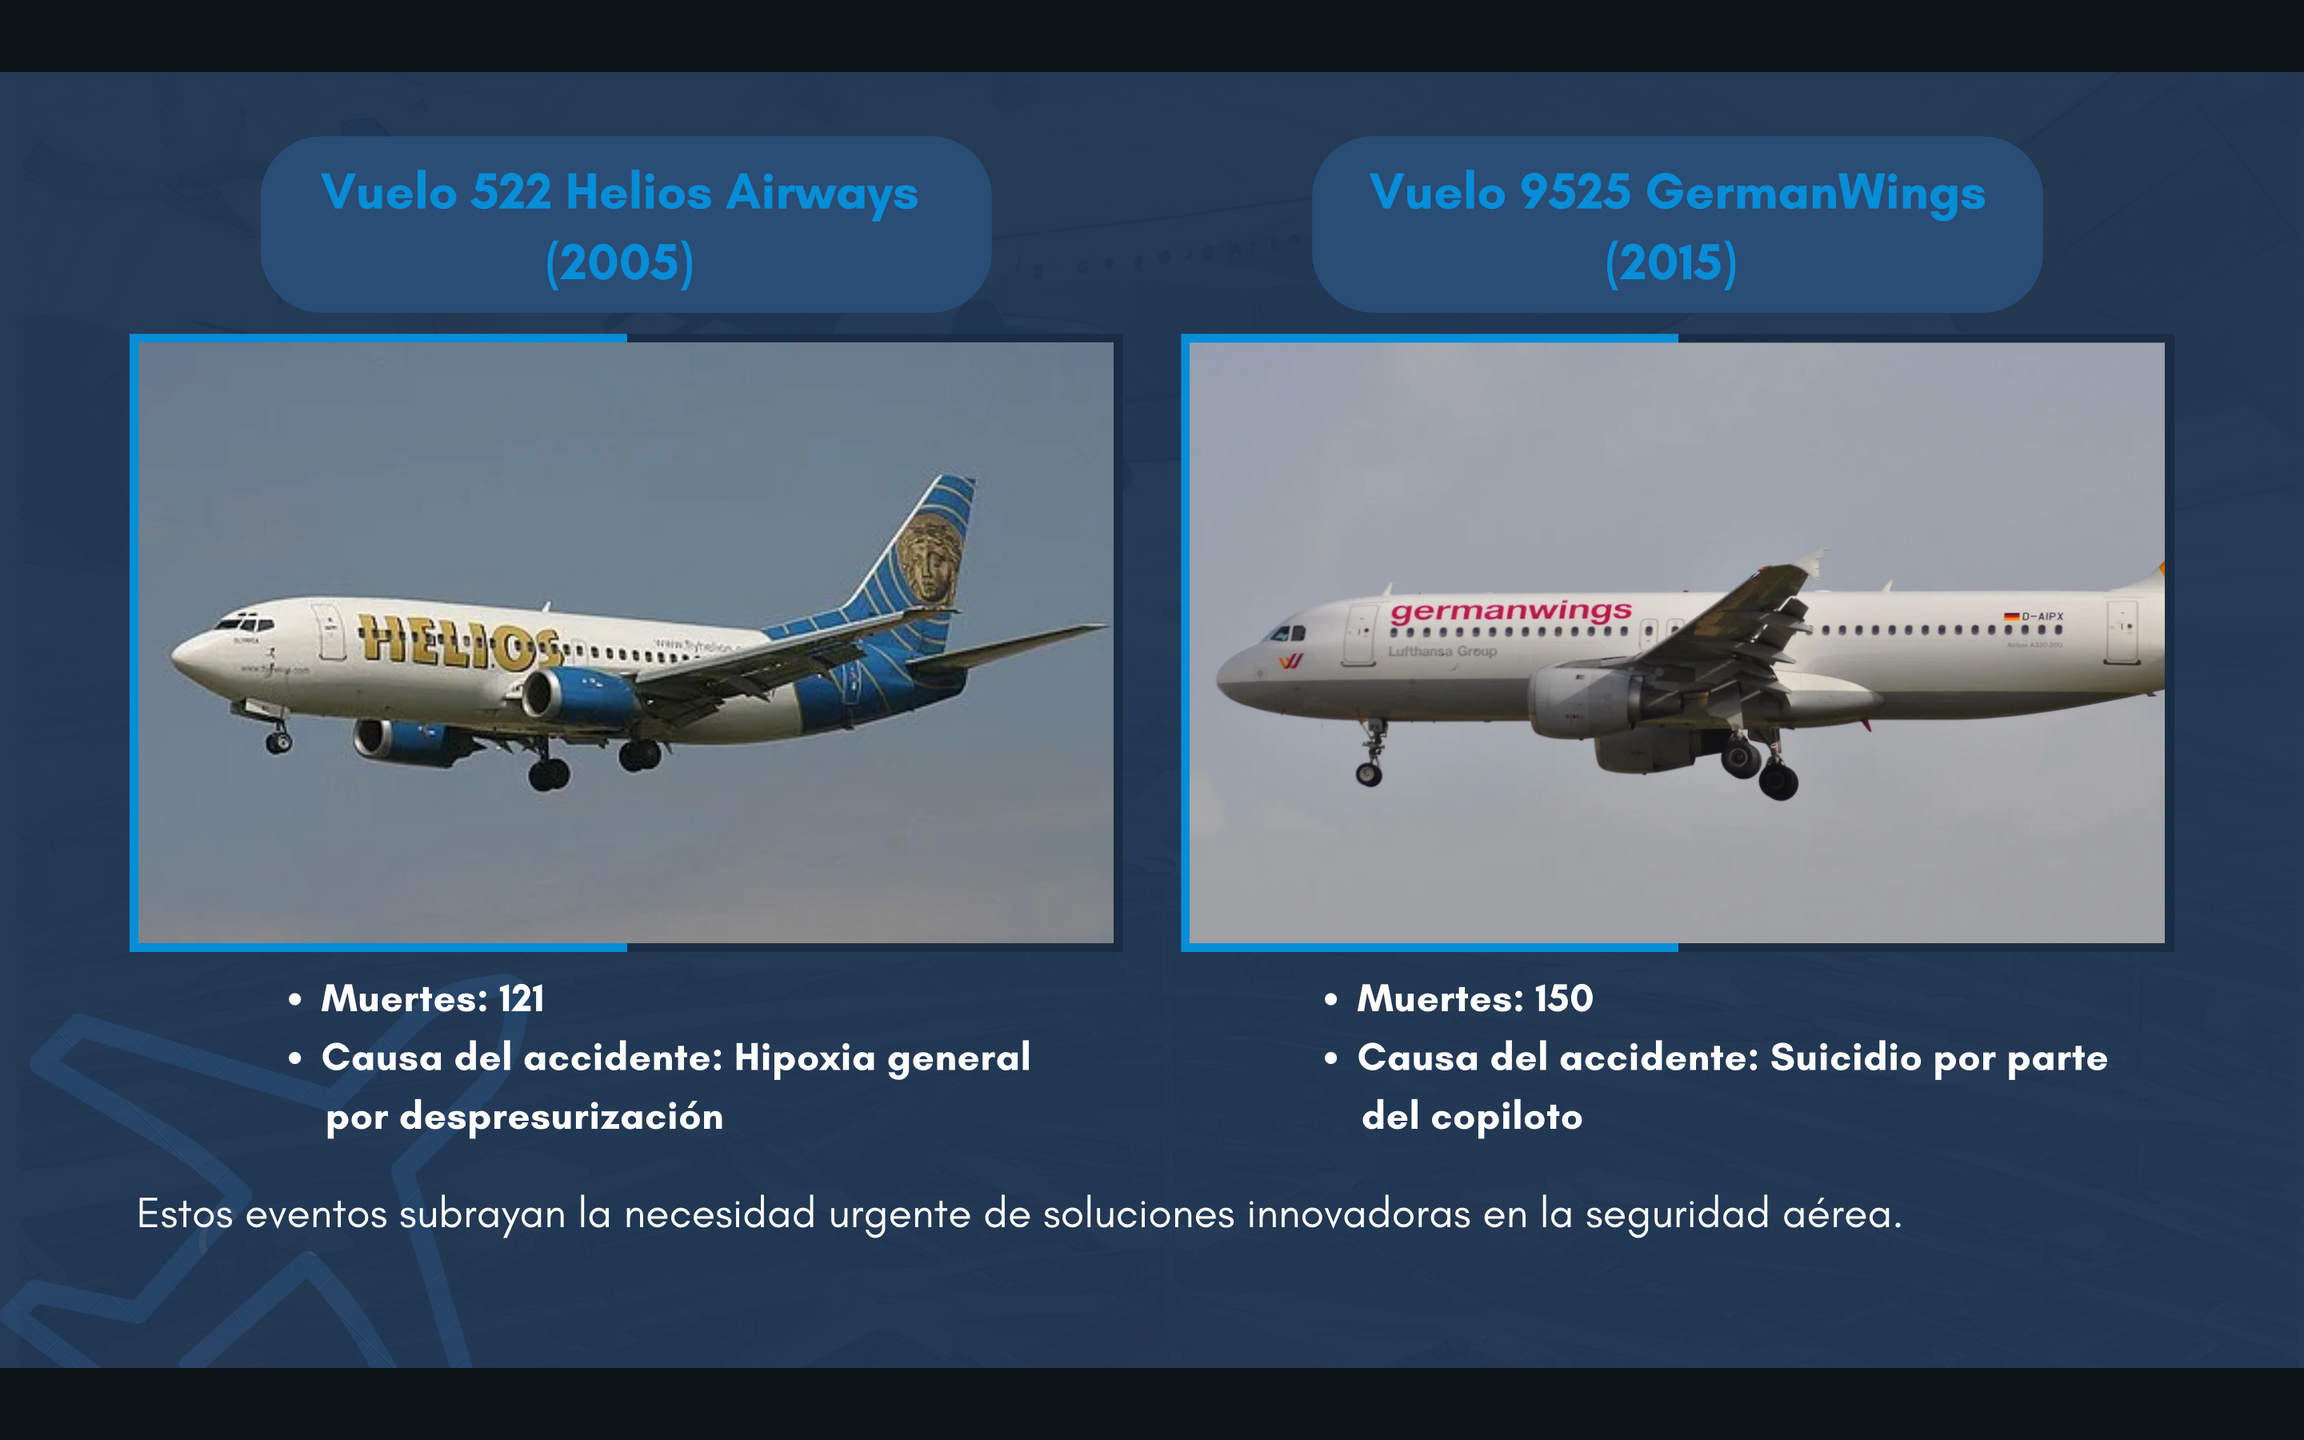 Vuelo 522 Helios Airways
(2005)
Vuelo 9525 GermanWings
(2015)
HELIOS
germanwings
Lufthansa Group
D-AIPX
• Muertes: 121
• Causa del accidente: Hipoxia general
por despresurización
• Muertes: 150
• Causa del accidente: Suicidio por parte
del copiloto
Estos eventos subrayan la necesidad urgente de soluciones innovadoras en la seguridad aérea.